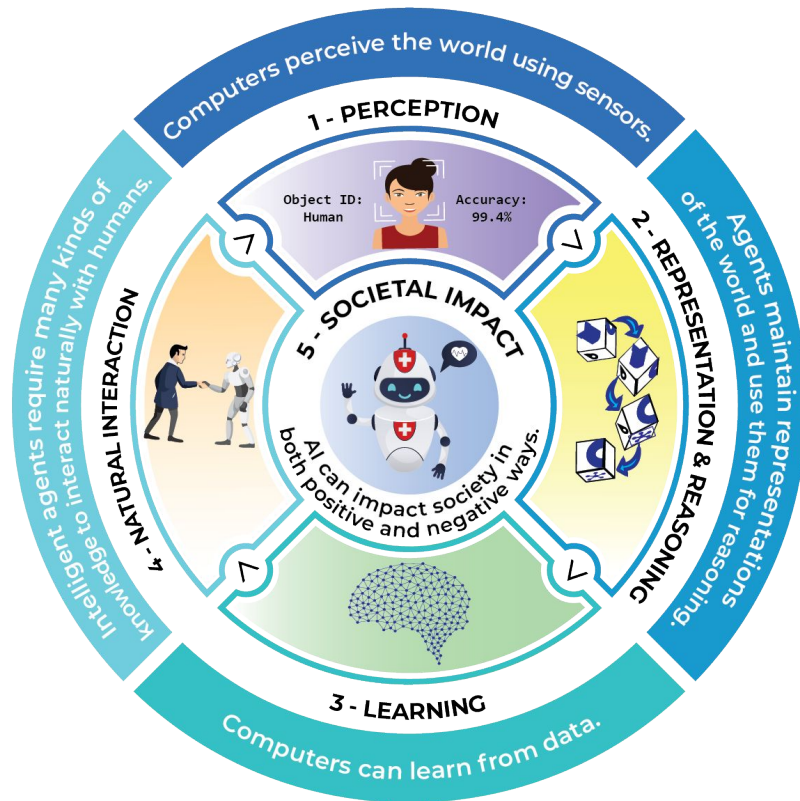 Computers perceive the world using sensors.
1 - PERCEPTION
Object ID:
Human
Accuracy:
99.4%
Agents maintain representations
of the world and use them for reasoning.
2 - REPRESENTATION & REASONING
3 - LEARNING
Computers can learn from data.
Intelligent agents require many kinds of
knowledge to interact naturally with humans.
4 - NATURAL INTERACTION
5 - SOCIETAL IMPACT
AI can impact society in
both positive and negative ways.